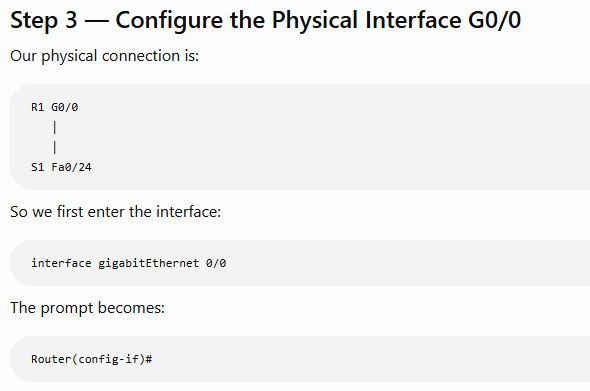 Step 3 — Configure the Physical Interface G0/0
Our physical connection is:
R1 G0/0
|
|
S1 Fa0/24
So we first enter the interface:
interface gigabitEthernet 0/0
The prompt becomes:
Router(config-if)#